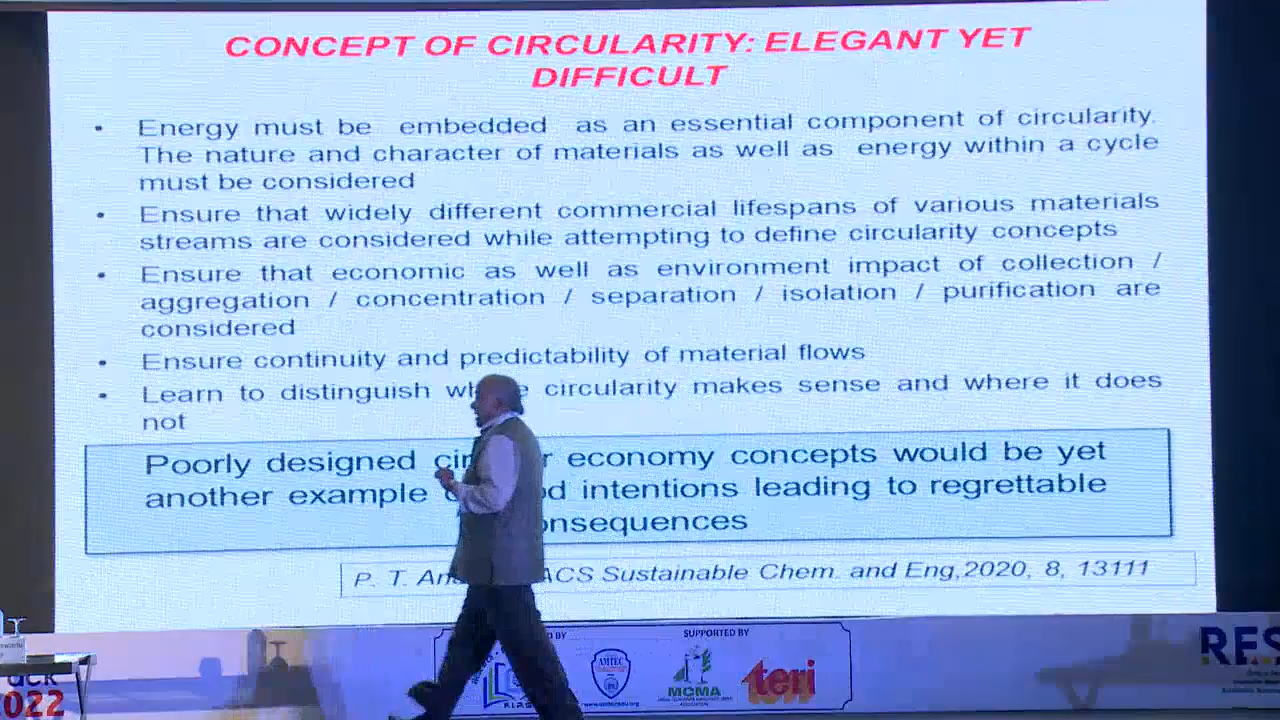 CONCEPT OF CIRCULARITY: ELEGANT YET
DIFFICULT
• Energy must be embedded as an essential component of circularity.
The nature and character of materials as well as energy within a cycle
must be considered
• Ensure that widely different commercial lifespans of various materials
streams are considered while attempting to define circularity concepts
• Ensure that economic as well as environment impact of collection /
aggregation / concentration / separation / isolation / purification are
considered
• Ensure continuity and predictability of material flows
• Learn to distinguish circularity makes sense and where it does
not
Poorly designed economy concepts would be yet
another example intentions leading to regrettable
onsequences
P. T. ACS Sustainable Chem. and Eng,2020, 8, 13111
BY
SUPPORTED BY
AMTEC
MCMA
teri
RES
2022